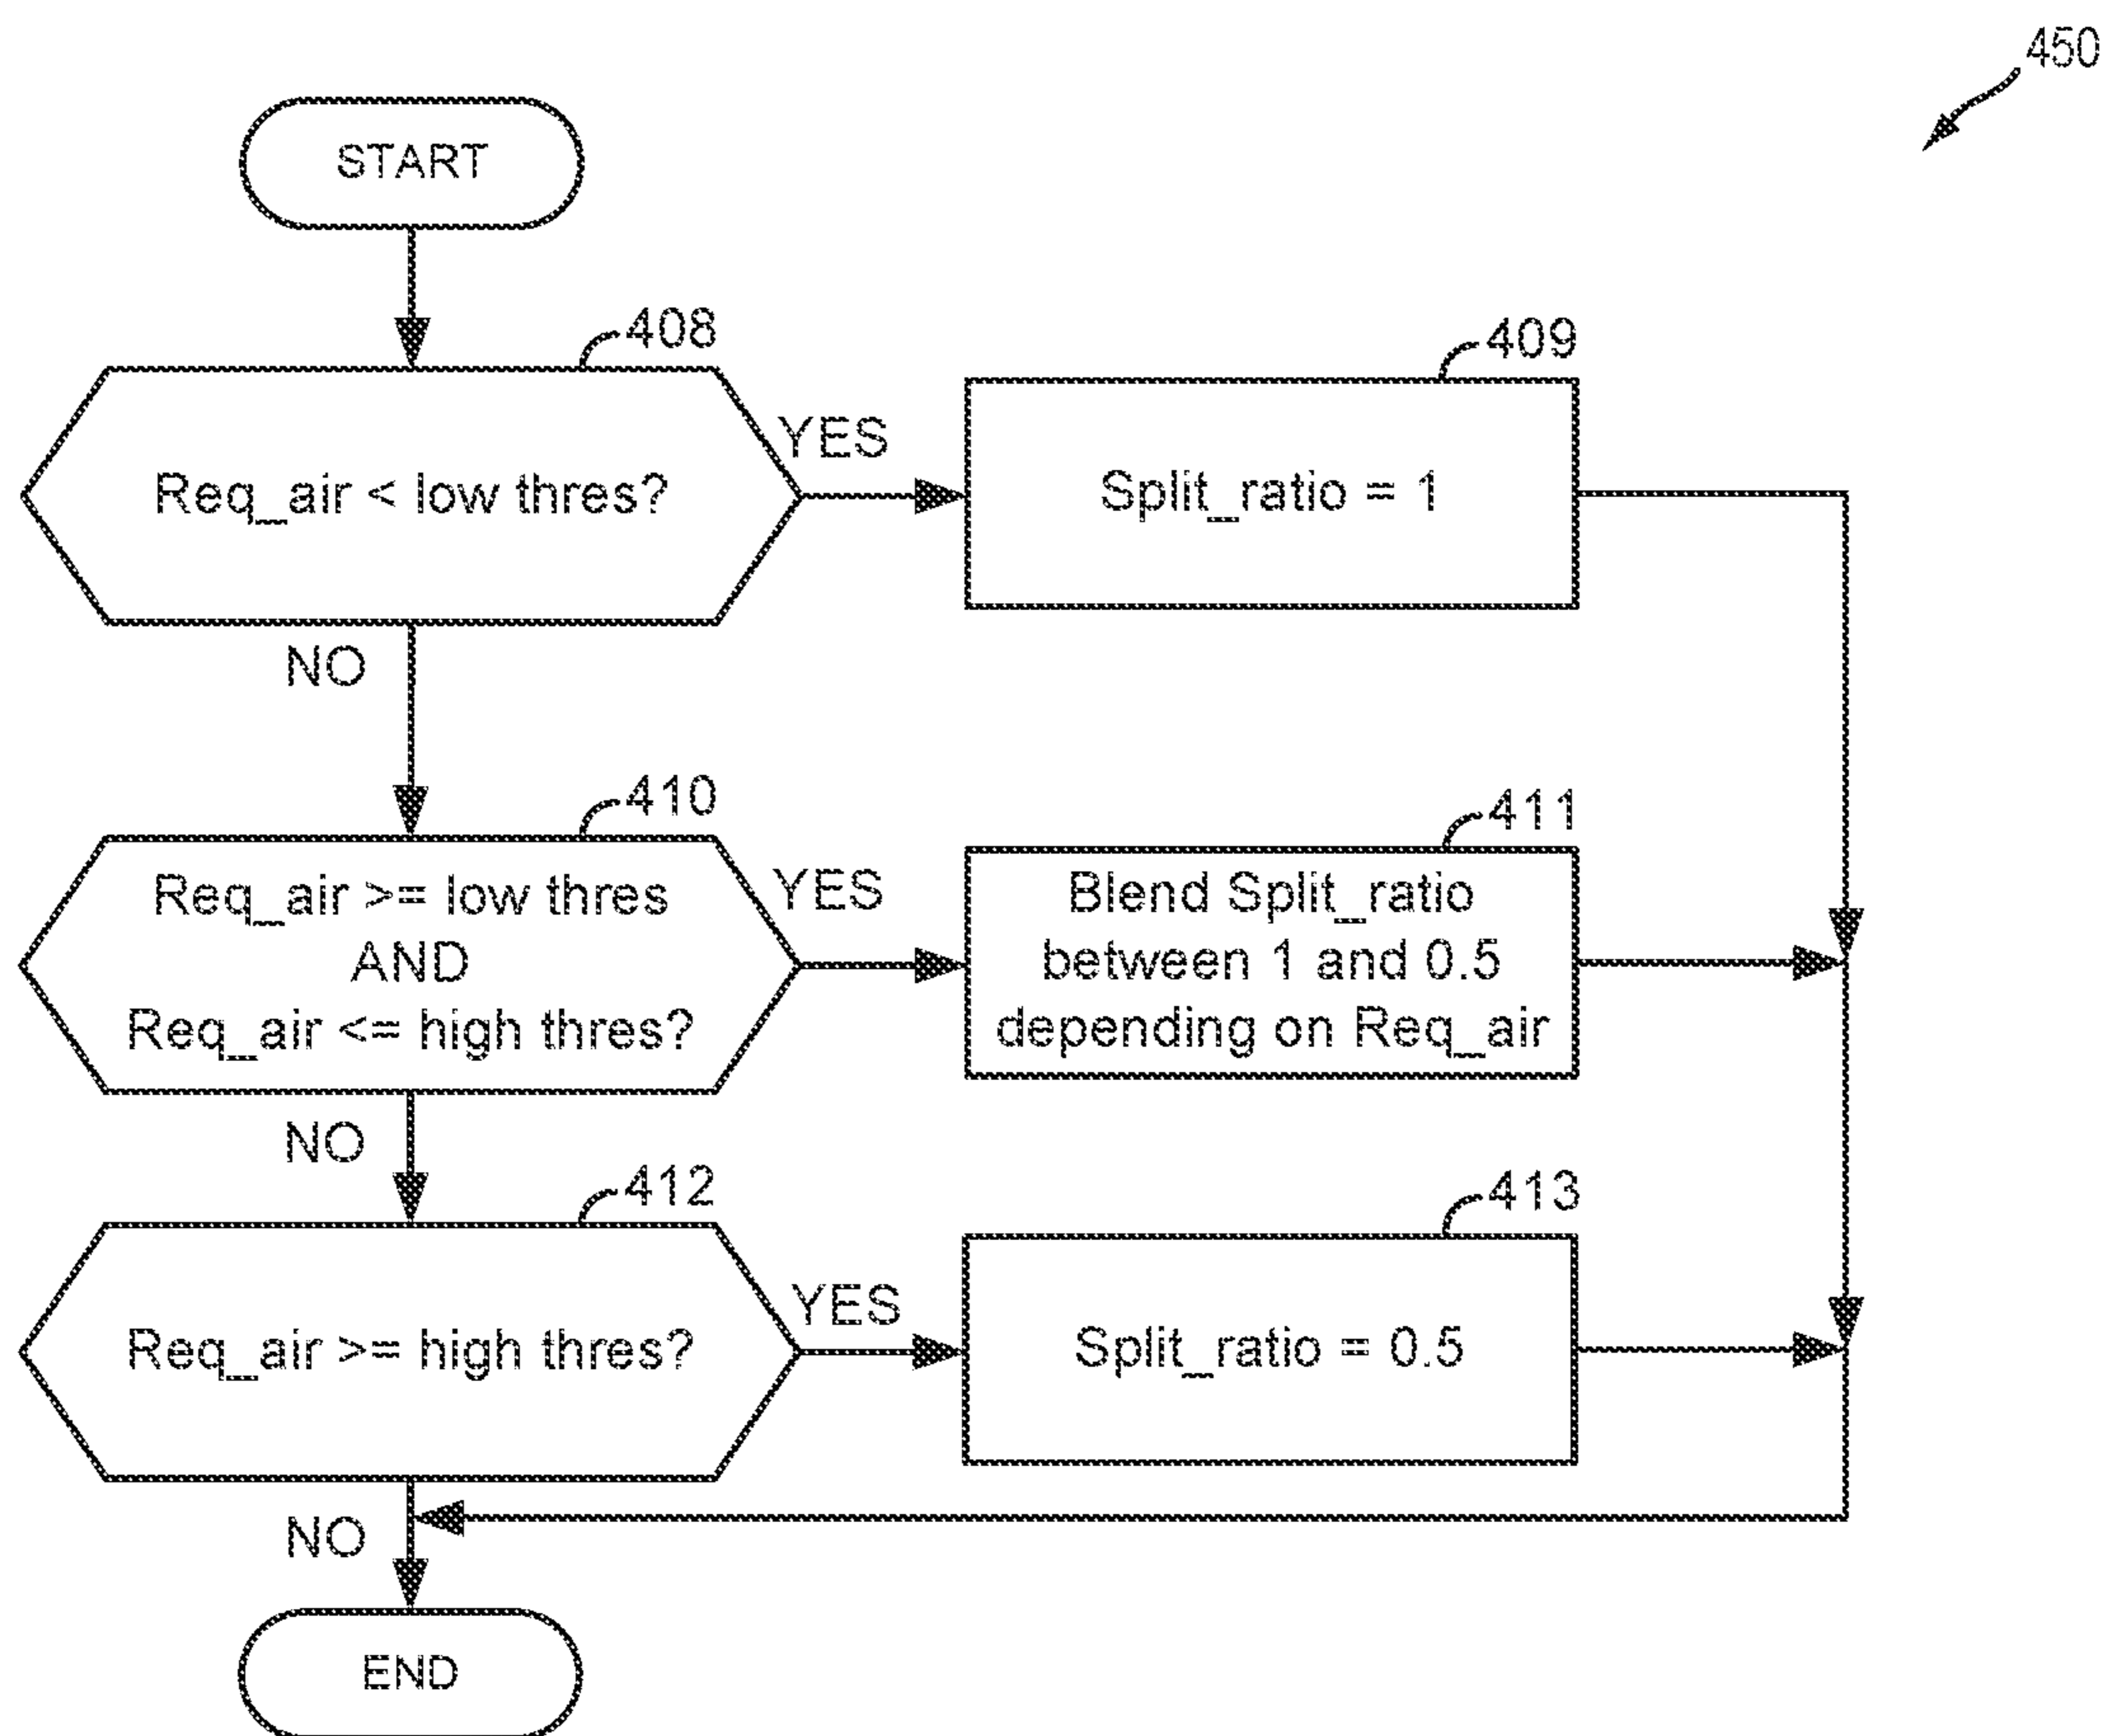 450
START
408
409
Req_air < low thres?
YES
Split_ratio = 1
NO
410
411
Req_air >= low thres
AND
Req_air <= high thres?
YES
Blend Split_ratio
between 1 and 0.5
depending on Req_air
NO
412
413
Req_air >= high thres?
YES
Split_ratio = 0.5
NO
END